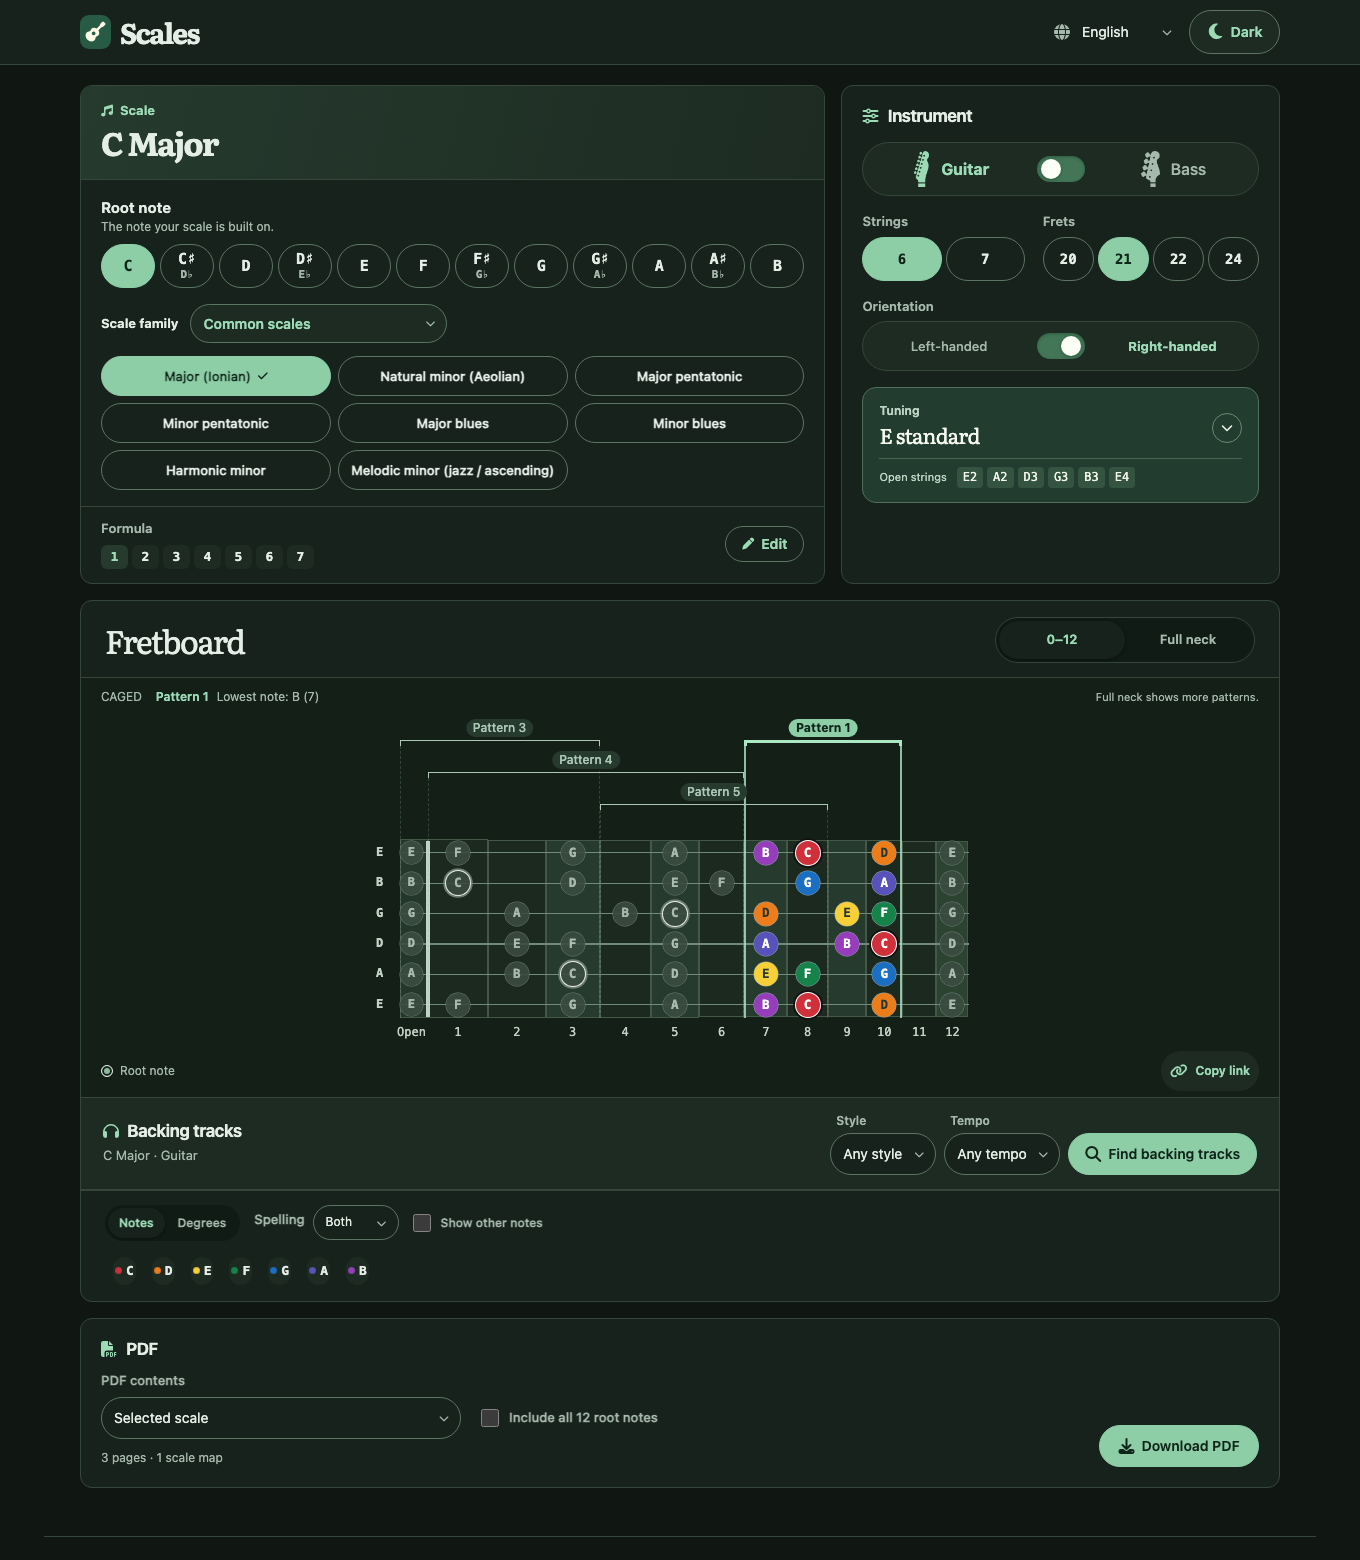 Scales
English
Dark
Scale
C Major
Root note
The note your scale is built on.
C C♯ D♭ D D♯ E♭ E F F♯ G♭ G G♯ A♭ A A♯ B♭ B
Scale family Common scales
Major (Ionian) Natural minor (Aeolian) Major pentatonic
Minor pentatonic Major blues Minor blues
Harmonic minor Melodic minor (jazz / ascending)
Formula
1 2 3 4 5 6 7
Edit
Instrument
Guitar Bass
Strings Frets
6 7 20 21 22 24
Orientation
Left-handed Right-handed
Tuning
E standard
Open strings E2 A2 D3 G3 B3 E4
Fretboard
0–12 Full neck
CAGED Pattern 1 Lowest note: B (7)
Full neck shows more patterns.
Pattern 3 Pattern 1
Pattern 4
Pattern 5
E E F G A B C D E
B B C D E F G A B
G G A B C D E F G
D D E F G A B C D
A A B C D E F G A
E E F G A B C D E
Open 1 2 3 4 5 6 7 8 9 10 11 12
Root note
Copy link
Backing tracks
C Major · Guitar
Style Tempo
Any style Any tempo Find backing tracks
Notes Degrees Spelling Both Show other notes
C D E F G A B
PDF
PDF
PDF contents
Selected scale Include all 12 root notes
3 pages · 1 scale map
Download PDF